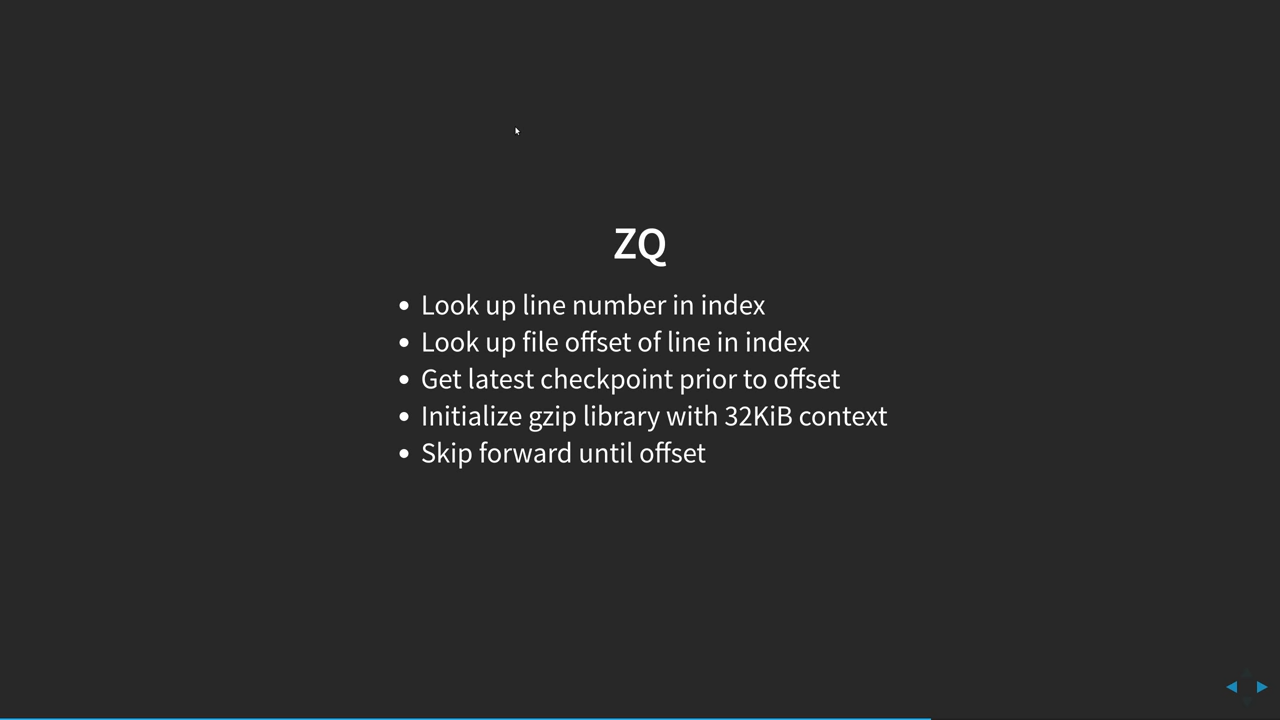 ZQ
• Look up line number in index
• Look up file offset of line in index
• Get latest checkpoint prior to offset
• Initialize gzip library with 32KiB context
• Skip forward until offset